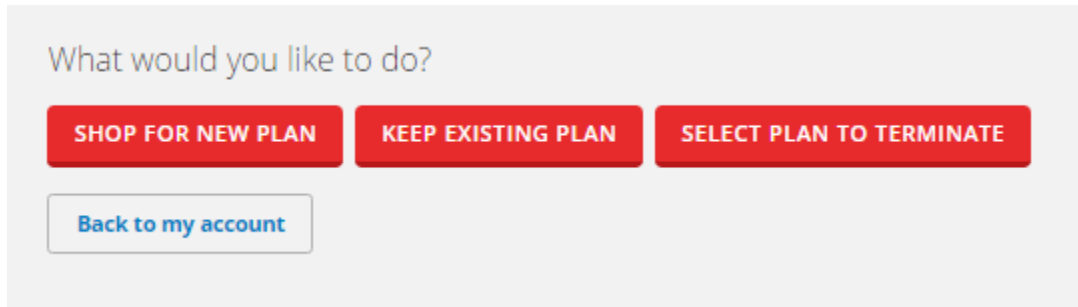 What would you like to do?
SHOP FOR NEW PLAN KEEP EXISTING PLAN SELECT PLAN TO TERMINATE
Back to my account